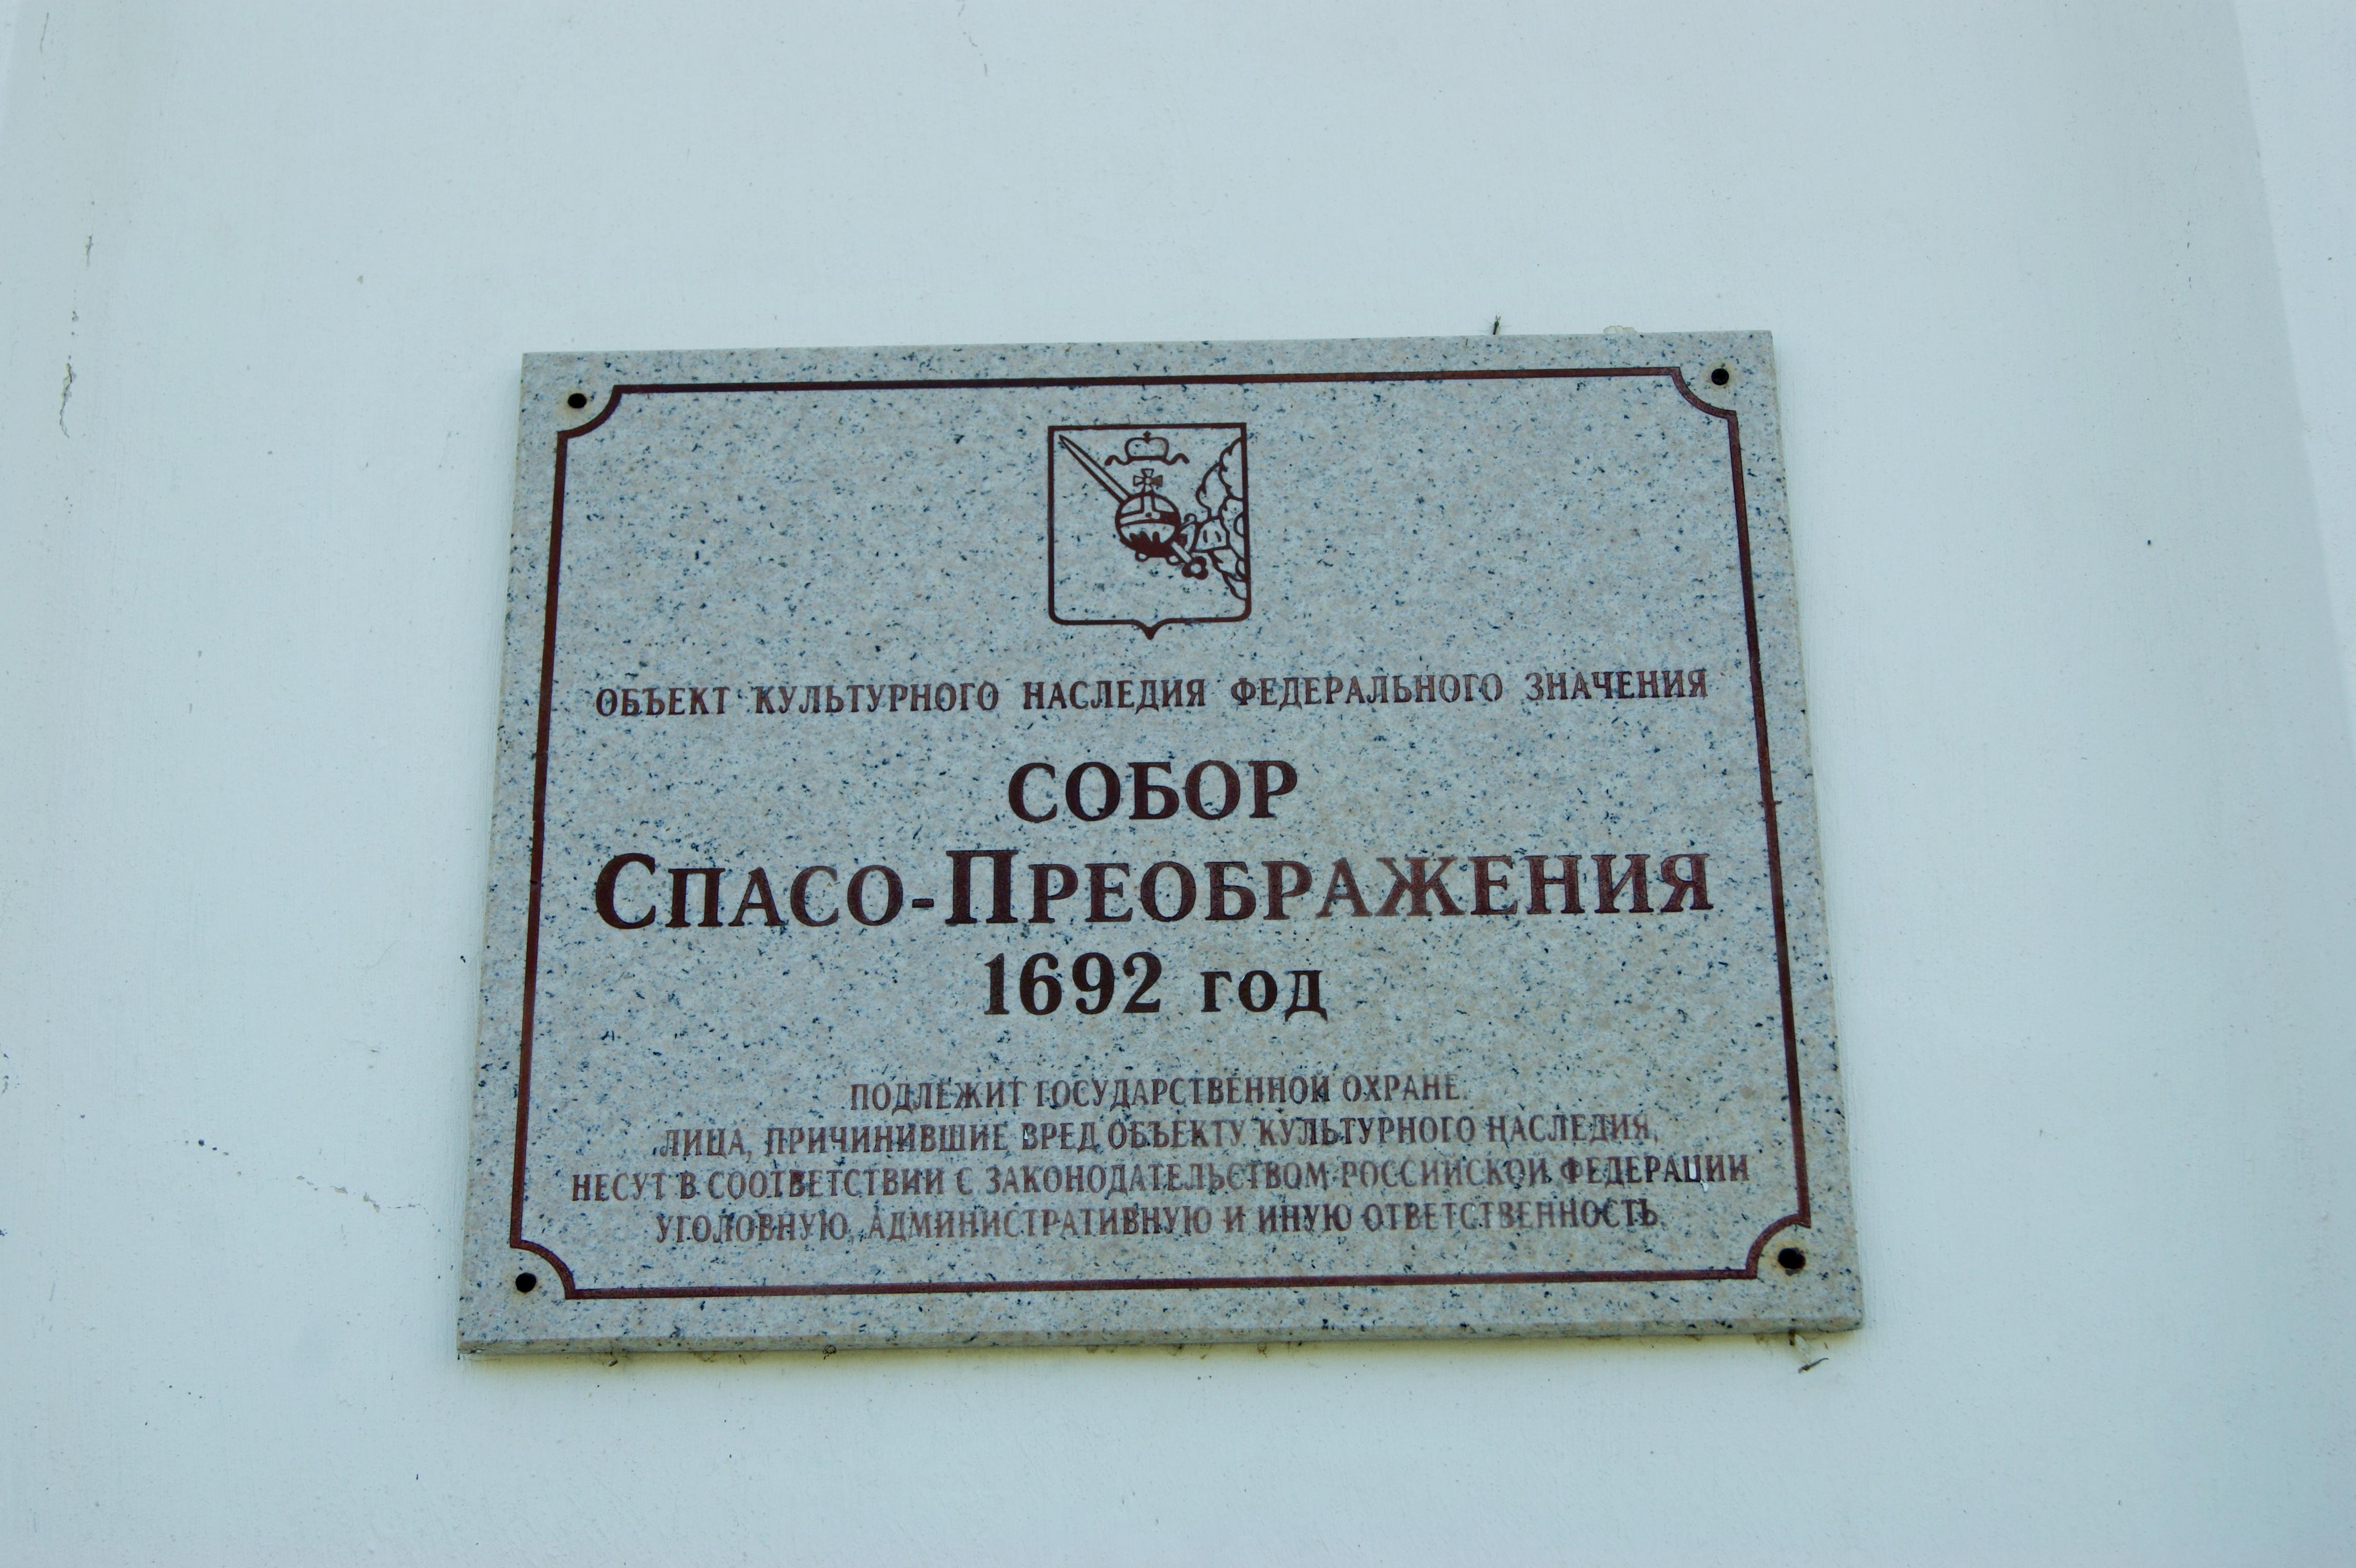 ОБЪЕКТ КУЛЬТУРНОГО НАСЛЕДИЯ ФЕДЕРАЛЬНОГО ЗНАЧЕНИЯ
СОБОР
СПАСО-ПРЕОБРАЖЕНИЯ
1692 год
ПОДЛЕЖИТ ГОСУДАРСТВЕННОЙ ОХРАНЕ.
ЛИЦА, ПРИЧИНИВШИЕ ВРЕД ОБЪЕКТУ КУЛЬТУРНОГО НАСЛЕДИЯ,
НЕСУТ В СООТВЕТСТВИИ С ЗАКОНОДАТЕЛЬСТВОМ РОССИЙСКОЙ ФЕДЕРАЦИИ
УГОЛОВНУЮ, АДМИНИСТРАТИВНУЮ И ИНУЮ ОТВЕТСТВЕННОСТЬ.